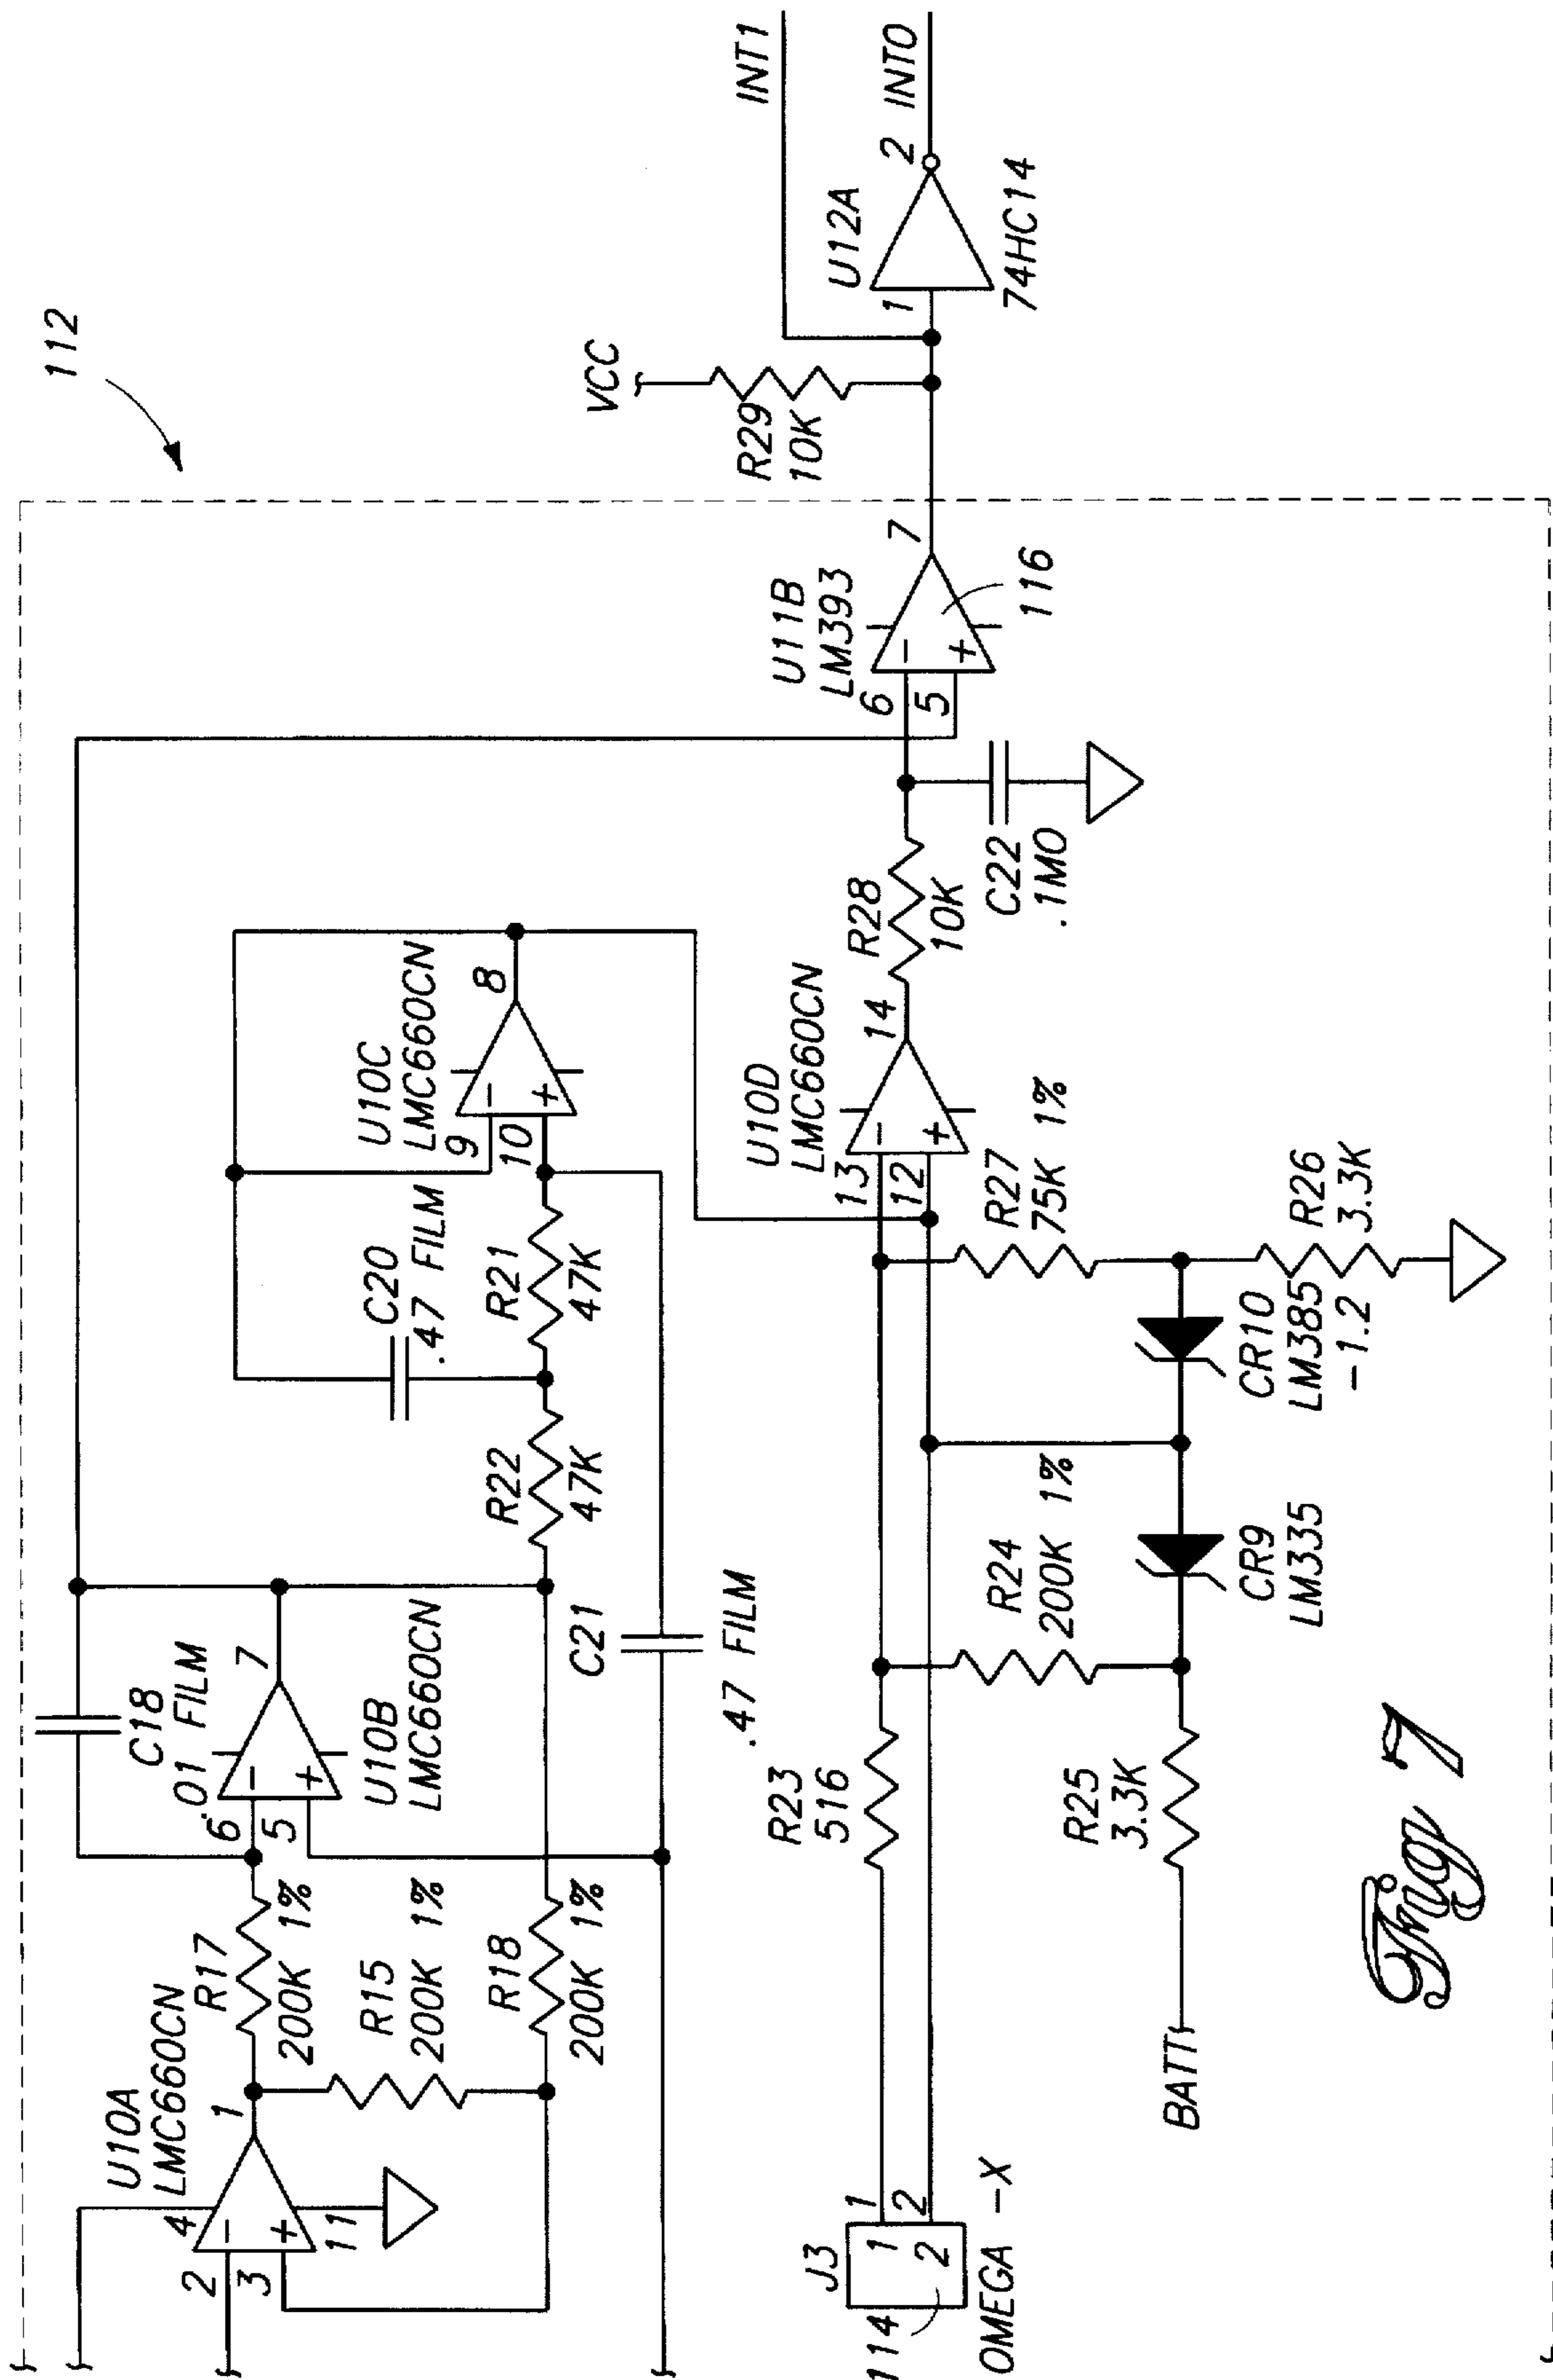 112
INT1
INT0
VCC
R29
10K
U12A
1
2
74HC14
U11B
LM393
6
5
7
116
C18
.01 FILM
U10A
LMC660CN
4
2
3
1
11
R17
200K 1%
R15
200K 1%
R18
200K 1%
6
5
7
U10B
LMC660CN
R22
47K
C20
.47 FILM
R21
47K
U10C
LMC660CN
9
10
8
C21
.47 FILM
U10D
LMC660CN
13
12
14
R28
10K
C22
.1MO
J3
1
2
1
2
114
OMEGA -X
R23
516
R24
200K 1%
R27
75K 1%
R25
3.3K
BATT
CR9
LM335
CR10
LM385
-1.2
R26
3.3K
Fig 7